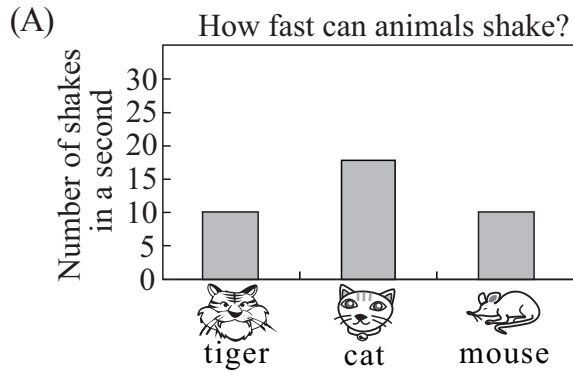 (A)
How fast can animals shake?
Number of shakes
in a second
30
25
20
15
10
5
0
tiger
cat
mouse